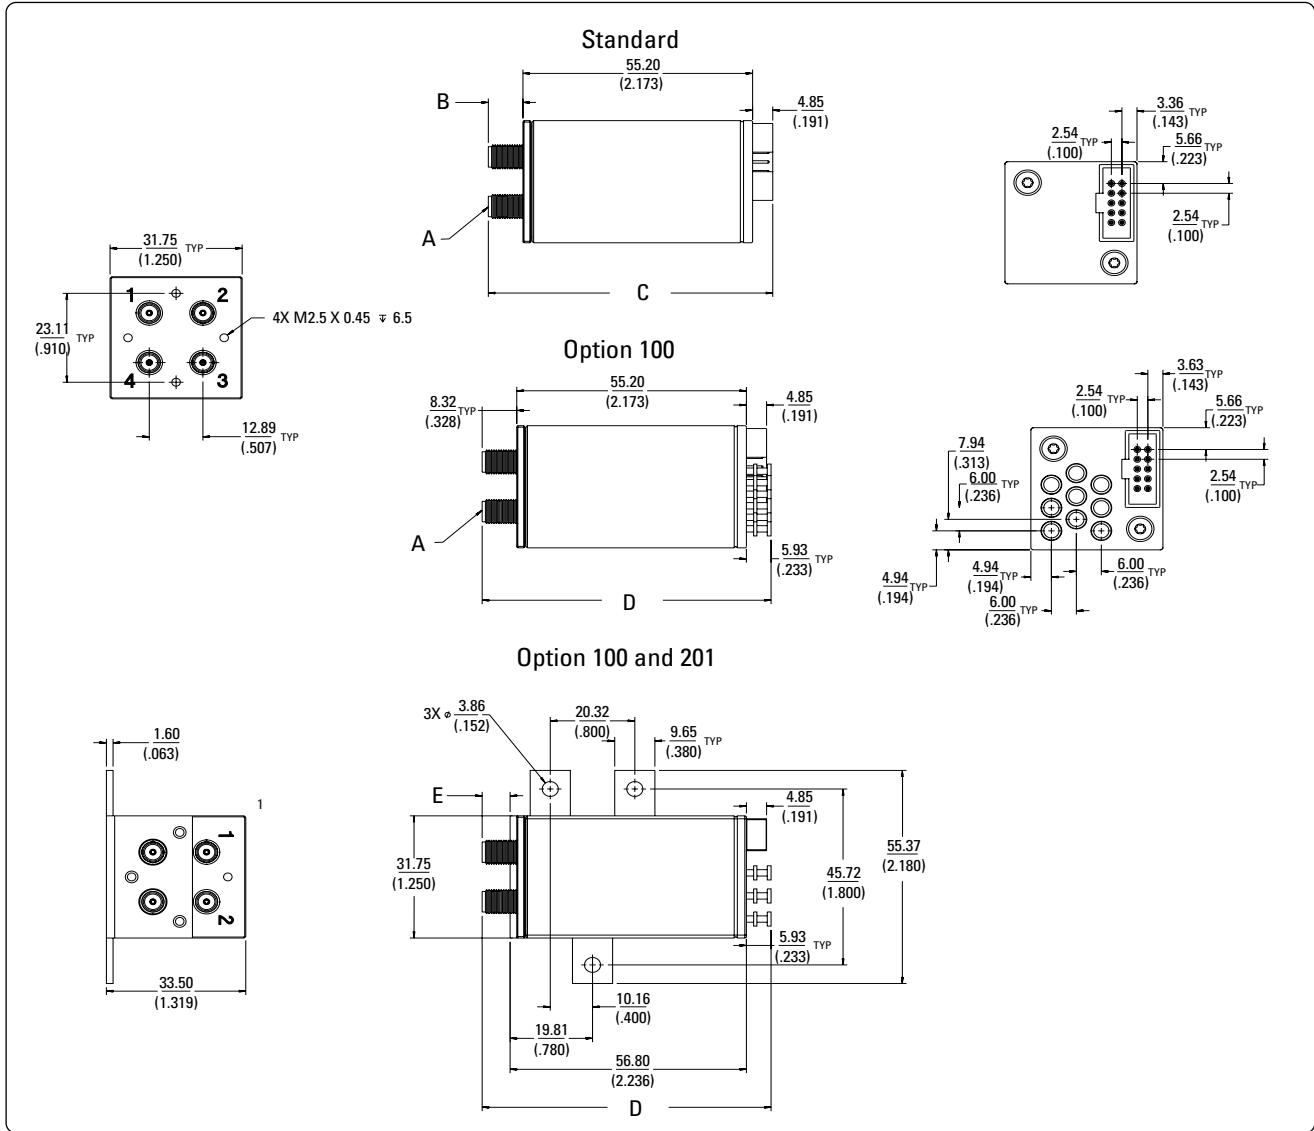 Standard
55.20
(2.173)
B
4.85
(.191)
A
C
3.36 TYP
(.143)
2.54 TYP
(.100)
5.66 TYP
(.223)
2.54 TYP
(.100)
31.75 TYP
(1.250)
1 2
23.11 TYP
(.910)
4X M2.5 X 0.45 ↧ 6.5
4 3
12.89 TYP
(.507)
Option 100
55.20
(2.173)
8.32 TYP
(.328)
4.85
(.191)
A
5.93 TYP
(.233)
D
3.63 TYP
(.143)
2.54 TYP
(.100)
5.66 TYP
(.223)
7.94
(.313)
6.00 TYP
(.236)
2.54 TYP
(.100)
4.94 TYP
(.194)
4.94 TYP
(.194)
6.00 TYP
(.236)
6.00 TYP
(.236)
Option 100 and 201
3X ⌀ 3.86
(.152)
20.32
(.800)
9.65 TYP
(.380)
1.60
(.063)
1
1
2
33.50
(1.319)
E
4.85
(.191)
31.75
(1.250)
55.37
(2.180)
45.72
(1.800)
5.93 TYP
(.233)
10.16
(.400)
19.81
(.780)
56.80
(2.236)
D